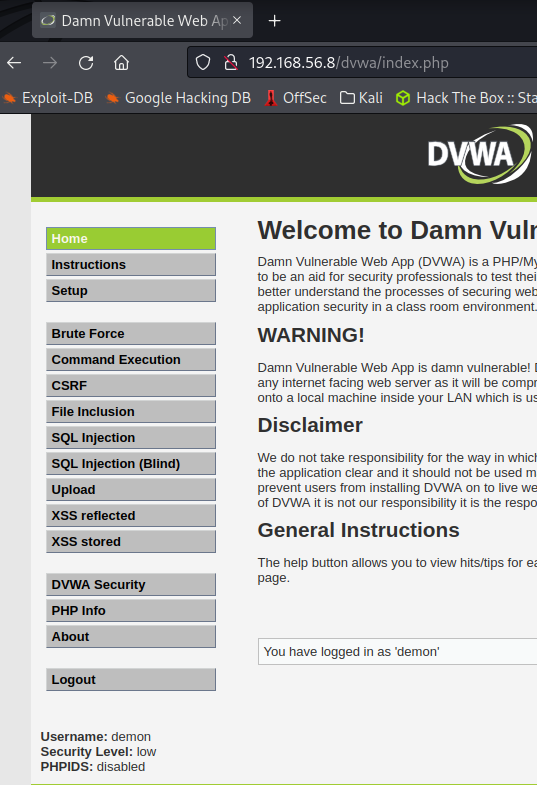 Damn Vulnerable Web Ap
192.168.56.8/dvwa/index.php
Exploit-DB Google Hacking DB OffSec Kali Hack The Box :: Sta
DVWA
Home
Instructions
Setup
Brute Force
Command Execution
CSRF
File Inclusion
SQL Injection
SQL Injection (Blind)
Upload
XSS reflected
XSS stored
DVWA Security
PHP Info
About
Logout
Username: demon
Security Level: low
PHPIDS: disabled
Welcome to Damn Vuln
Damn Vulnerable Web App (DVWA) is a PHP/My
to be an aid for security professionals to test thei
better understand the processes of securing web
application security in a class room environment.
WARNING!
Damn Vulnerable Web App is damn vulnerable! D
any internet facing web server as it will be compr
onto a local machine inside your LAN which is us
Disclaimer
We do not take responsibility for the way in which
the application clear and it should not be used m
prevent users from installing DVWA on to live we
of DVWA it is not our responsibility it is the respo
General Instructions
The help button allows you to view hits/tips for ea
page.
You have logged in as 'demon'